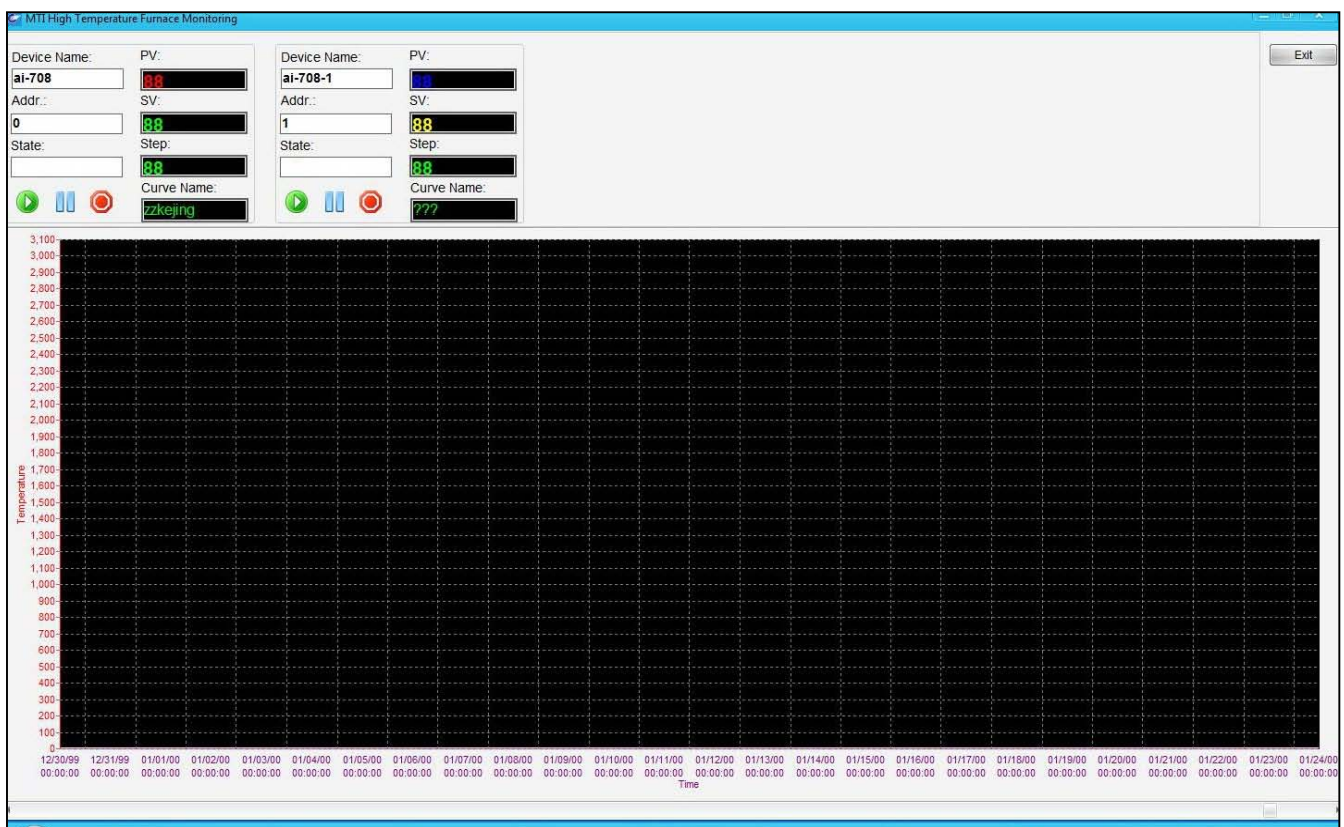 MTI High Temperature Furnace Monitoring
Device Name: PV: Device Name: PV: Exit
ai-708 88 ai-708-1 88
Addr.: SV: Addr.: SV:
0 88 1 88
State: Step: State: Step:
88 88
Curve Name: Curve Name:
zzkejing ???
3,100
3,000
2,900
2,800
2,700
2,600
2,500
2,400
2,300
2,200
2,100
2,000
1,900
1,800
1,700
1,600
1,500
1,400
1,300
1,200
1,100
1,000
900
800
700
600
500
400
300
200
100
0
Temperature
12/30/99 12/31/99 01/01/00 01/02/00 01/03/00 01/04/00 01/05/00 01/06/00 01/07/00 01/08/00 01/09/00 01/10/00 01/11/00 01/12/00 01/13/00 01/14/00 01/15/00 01/16/00 01/17/00 01/18/00 01/19/00 01/20/00 01/21/00 01/22/00 01/23/00 01/24/00
00:00:00 00:00:00 00:00:00 00:00:00 00:00:00 00:00:00 00:00:00 00:00:00 00:00:00 00:00:00 00:00:00 00:00:00 00:00:00 00:00:00 00:00:00 00:00:00 00:00:00 00:00:00 00:00:00 00:00:00 00:00:00 00:00:00 00:00:00 00:00:00 00:00:00 00:00:00
Time